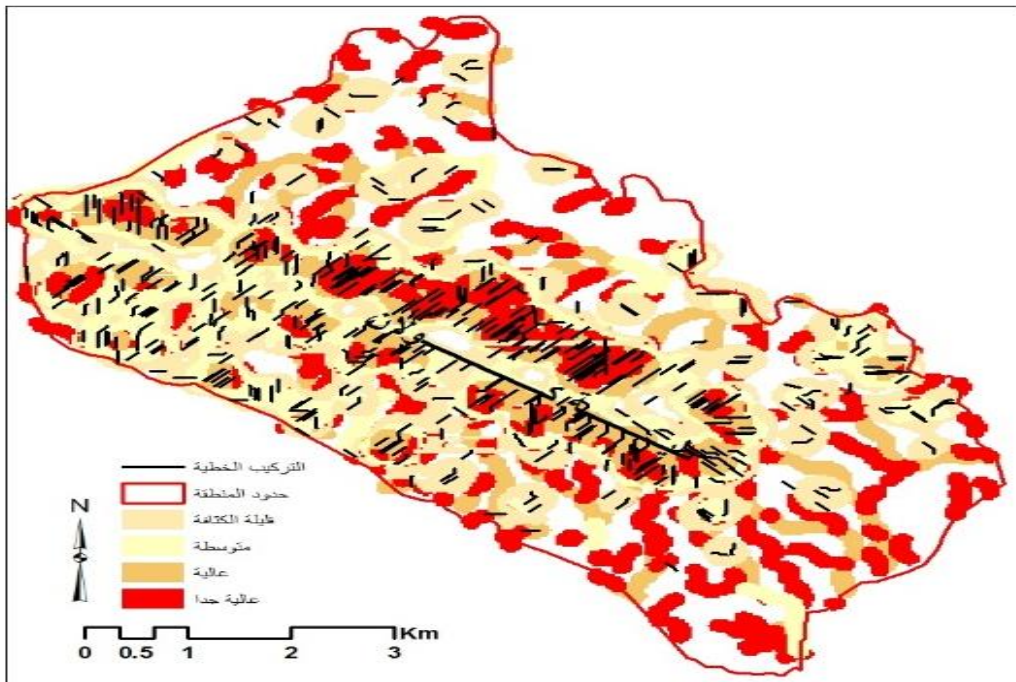 التركيب الخطية
حدود المنطقة
قليلة الكثافة
متوسطة
عالية
عالية جدا
N
Km
0 0.5 1 2 3